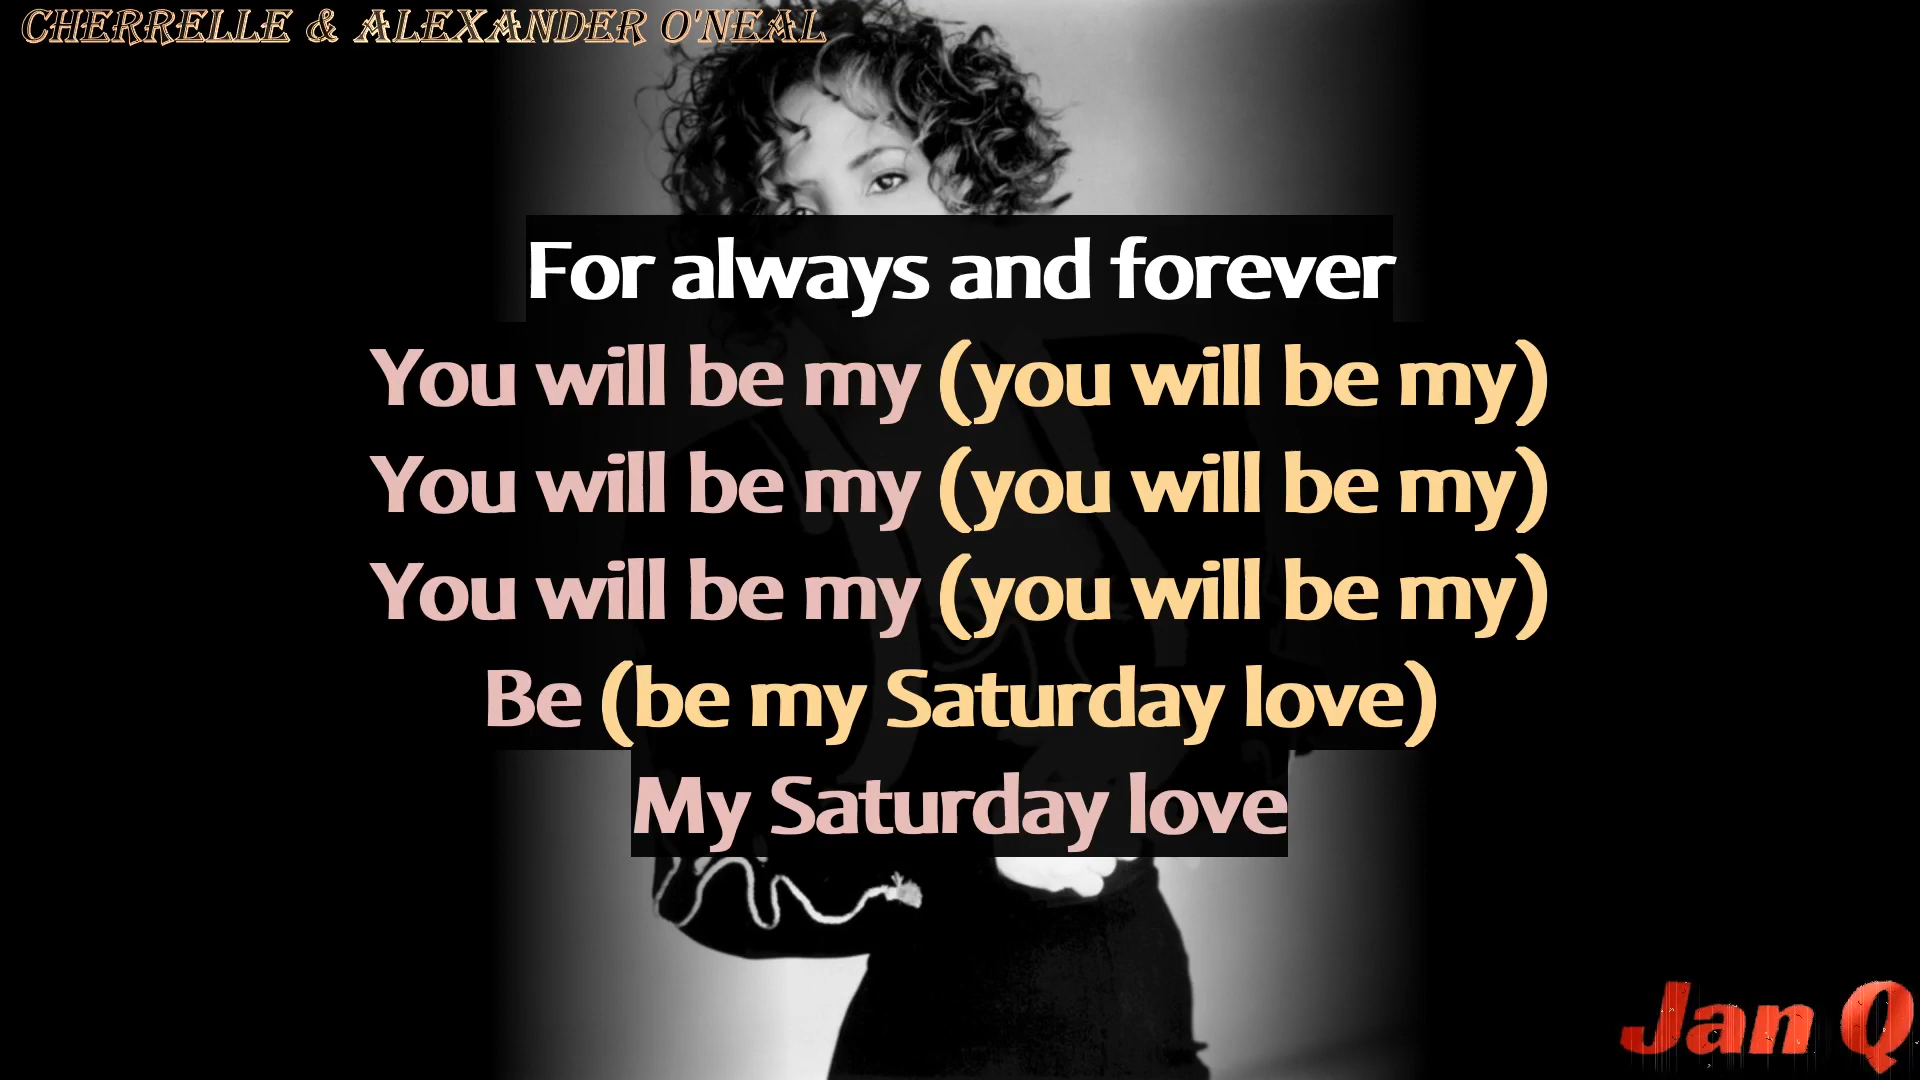 CHERRELLE & ALEXANDER O'NEAL
For always and forever
You will be my (you will be my)
You will be my (you will be my)
You will be my (you will be my)
Be (be my Saturday love)
My Saturday love
Jan Q